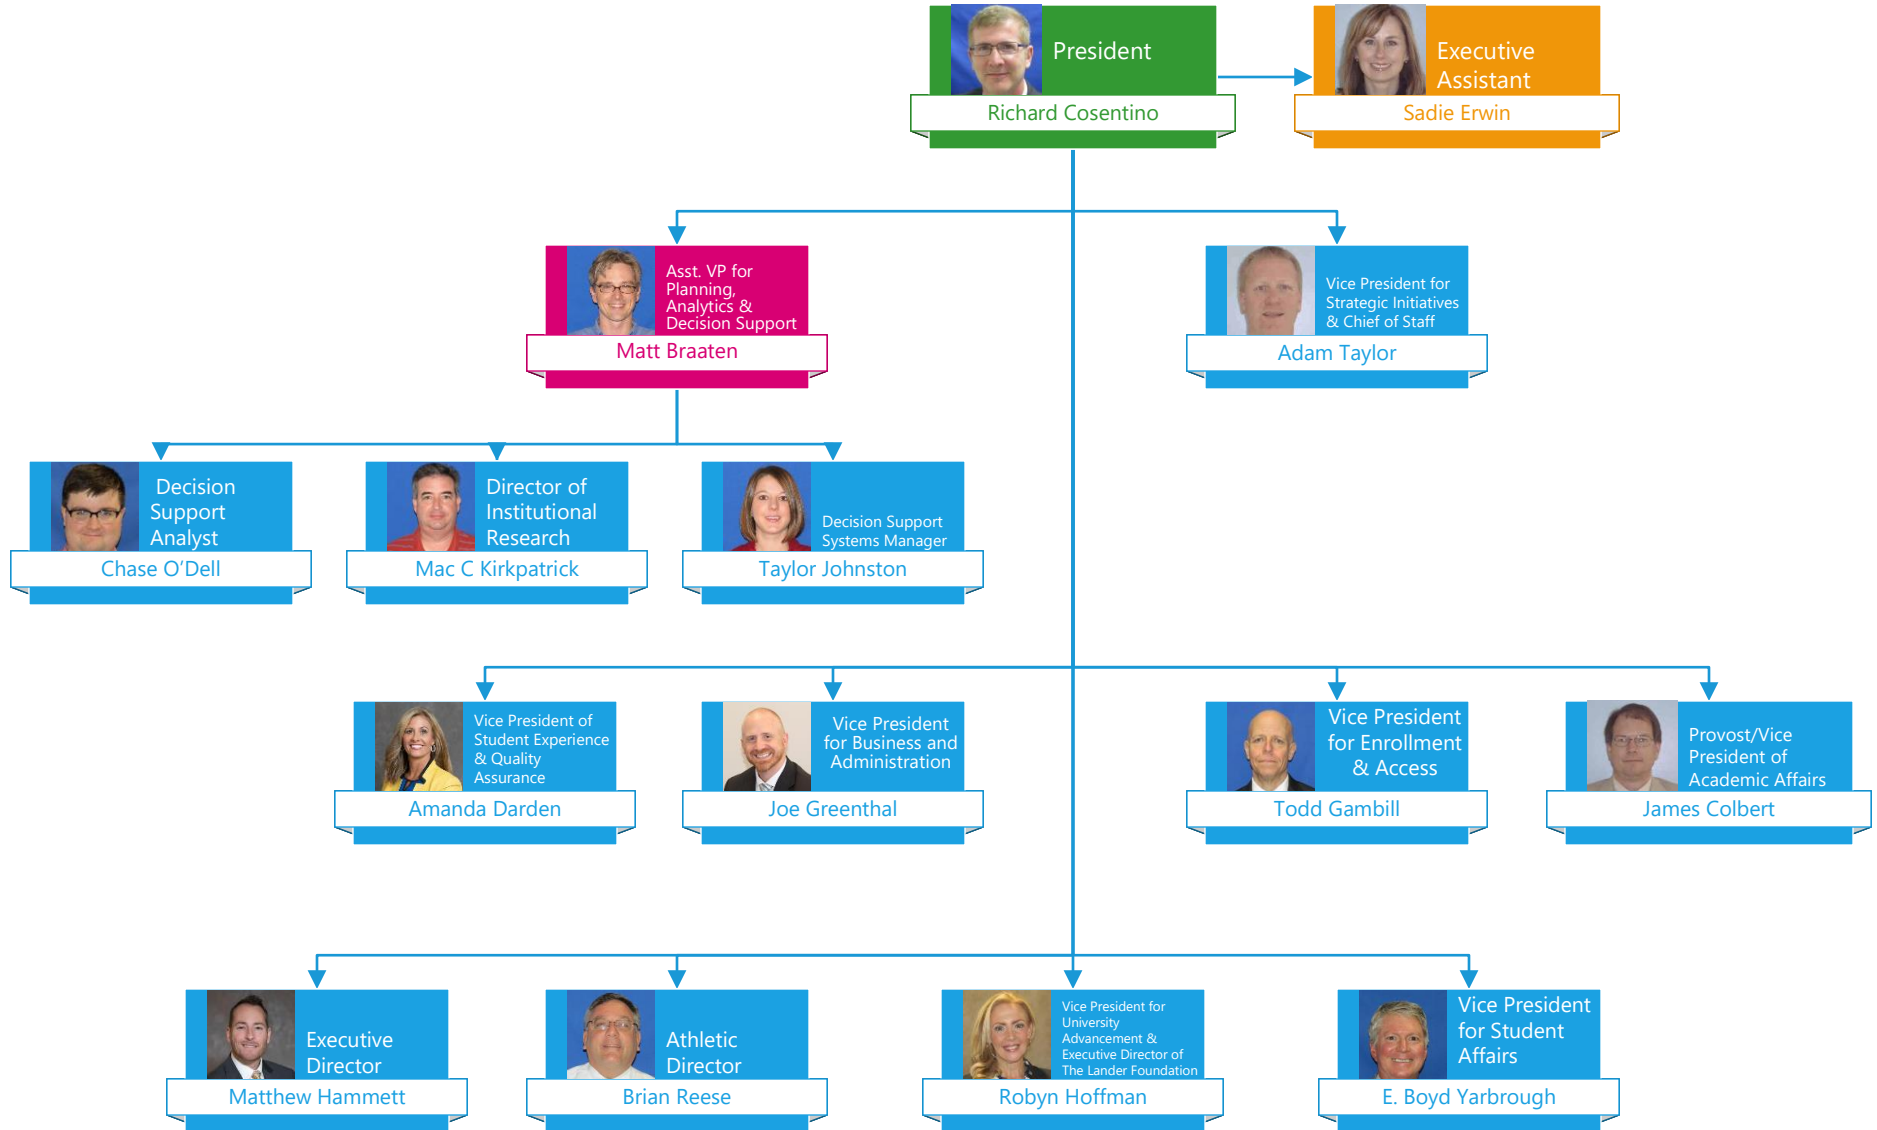 President
Richard Cosentino
Executive
Assistant
Sadie Erwin
Asst. VP for
Planning,
Analytics &
Decision Support
Matt Braaten
Vice President for
Strategic Initiatives
& Chief of Staff
Adam Taylor
Decision
Support
Analyst
Chase O'Dell
Director of
Institutional
Research
Mac C Kirkpatrick
Decision Support
Systems Manager
Taylor Johnston
Vice President of
Student Experience
& Quality
Assurance
Amanda Darden
Vice President
for Business and
Administration
Joe Greenthal
Vice President
for Enrollment
& Access
Todd Gambill
Provost/Vice
President of
Academic Affairs
James Colbert
Executive
Director
Matthew Hammett
Athletic
Director
Brian Reese
Vice President for
University
Advancement &
Executive Director of
The Lander Foundation
Robyn Hoffman
Vice President
for Student
Affairs
E. Boyd Yarbrough